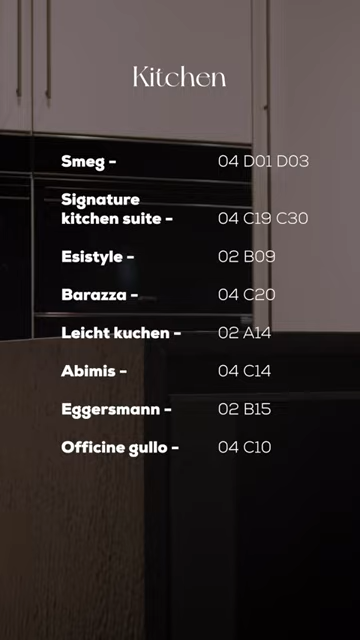 Kitchen
Smeg - 04 D01 D03
Signature
kitchen suite - 04 C19 C30
Esistyle - 02 B09
Barazza - 04 C20
Leicht kuchen - 02 A14
Abimis - 04 C14
Eggersmann - 02 B15
Officine gullo - 04 C10